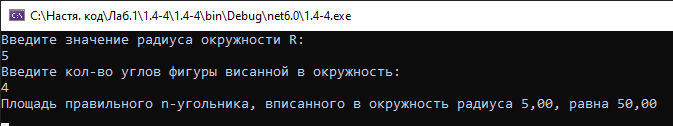 C:\Настя. код\Лаб.1\1.4-4\1.4-4\bin\Debug\net6.0\1.4-4.exe
Введите значение радиуса окружности R:
5
Введите кол-во углов фигуры висанной в окружность:
4
Площадь правильного n-угольника, вписанного в окружность радиуса 5,00, равна 50,00